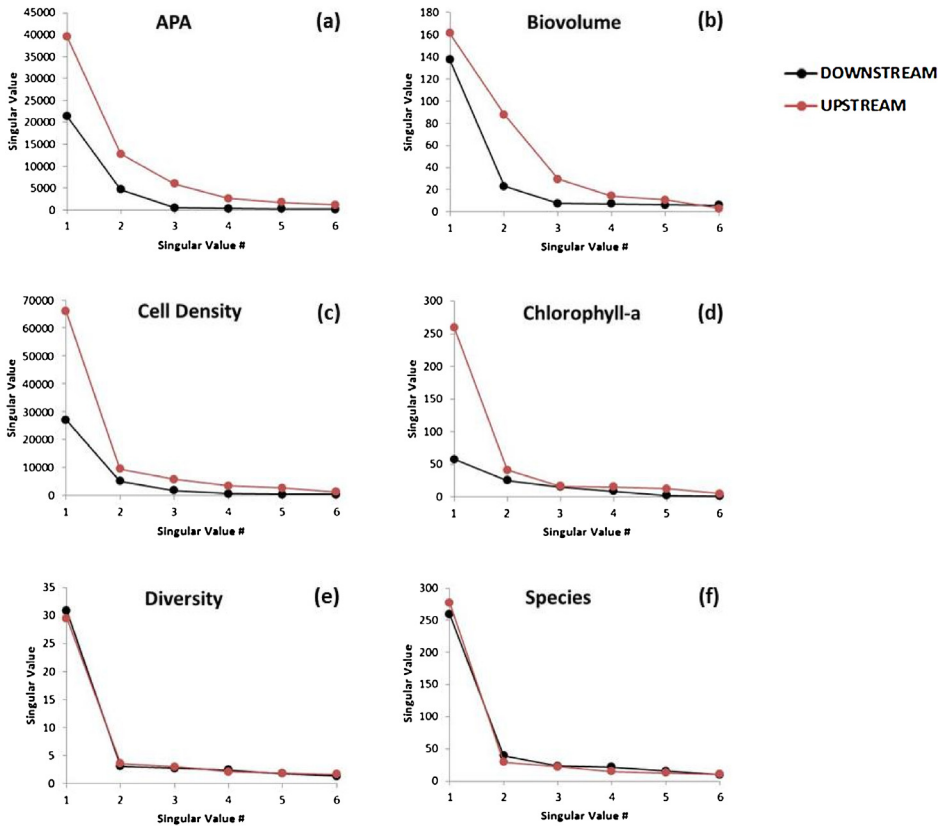 APA
(a)
Singular Value
45000
40000
35000
30000
25000
20000
15000
10000
5000
0
1 2 3 4 5 6
Singular Value #
Biovolume
(b)
Singular Value
180
160
140
120
100
80
60
40
20
0
1 2 3 4 5 6
Singular Value #
DOWNSTREAM
UPSTREAM
Cell Density
(c)
Singular Value
70000
60000
50000
40000
30000
20000
10000
0
1 2 3 4 5 6
Singular Value #
Chlorophyll-a
(d)
Singular Value
300
250
200
150
100
50
0
1 2 3 4 5 6
Singular Value #
Diversity
(e)
Singular Value
35
30
25
20
15
10
5
0
1 2 3 4 5 6
Singular Value #
Species
(f)
Singular Value
300
250
200
150
100
50
0
1 2 3 4 5 6
Singular Value #